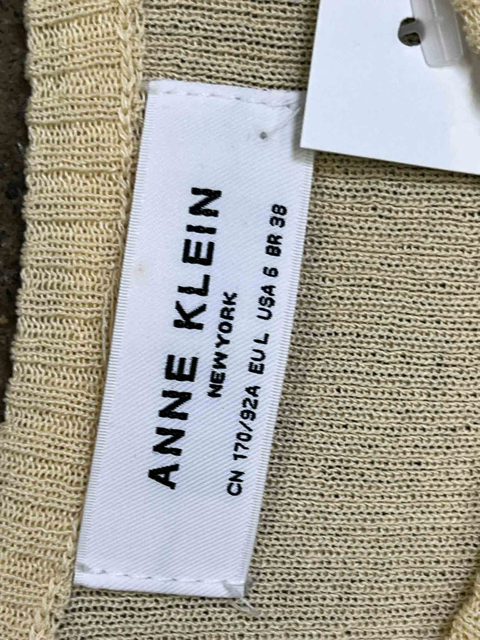 ANNE KLEIN
NEW YORK
CN 170/92A EU L USA 6 BR 38